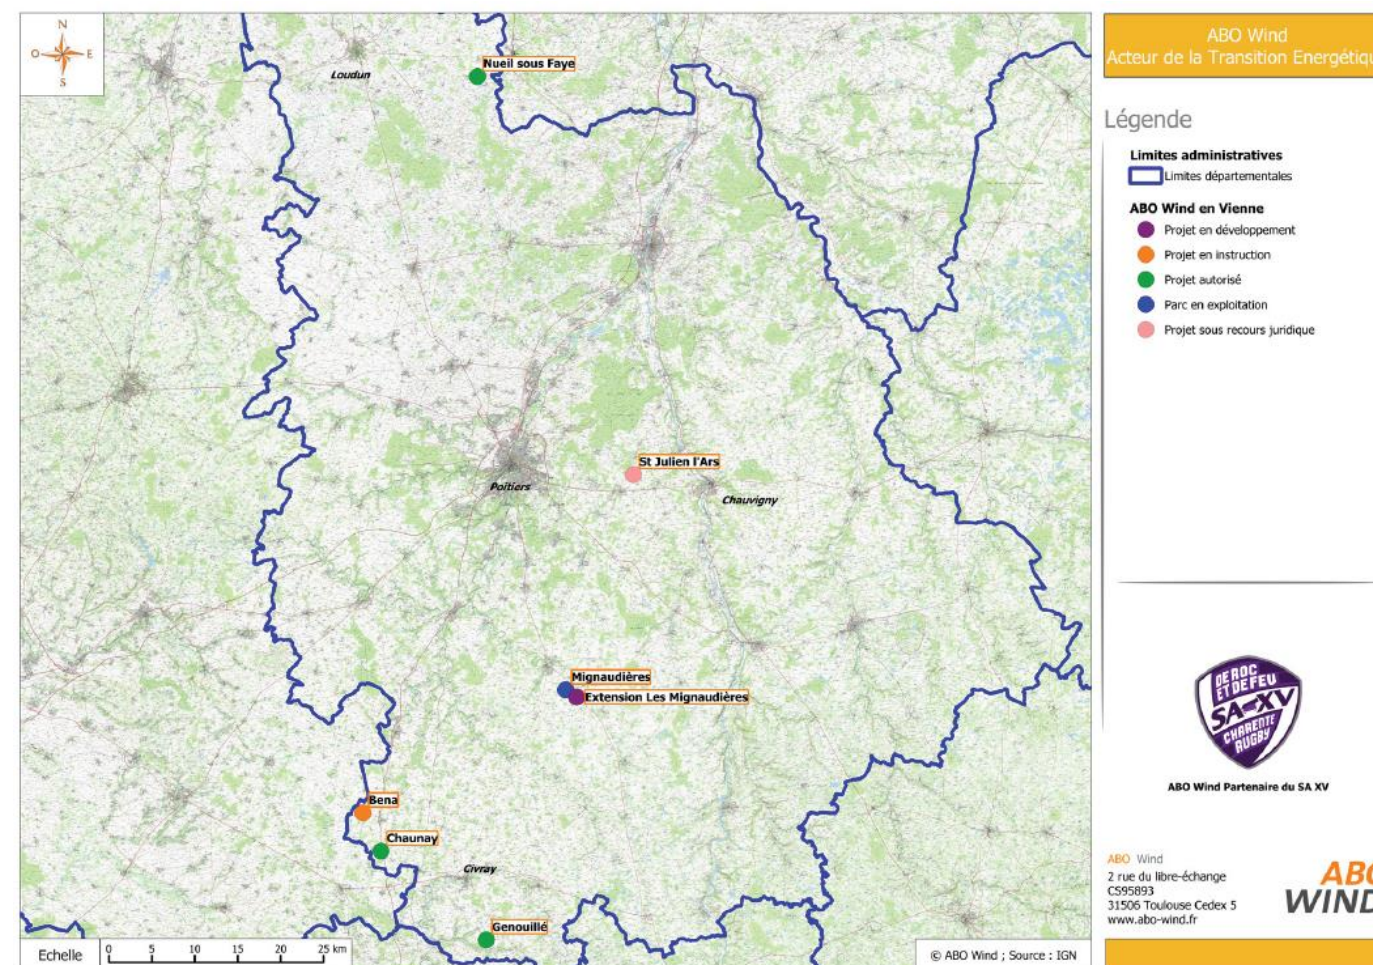 N
O E
S
Loudun
Nueil sous Faye
St Julien l'Ars
Poitiers
Chauvigny
Mignaudières
Extension Les Mignaudières
Bena
Chaunay
Civray
Genouillé
Echelle 0 5 10 15 20 25 km
© ABO Wind ; Source : IGN
ABO Wind
Acteur de la Transition Energétiqu
Légende
Limites administratives
Limites départementales
ABO Wind en Vienne
Projet en développement
Projet en instruction
Projet autorisé
Parc en exploitation
Projet sous recours juridique
DE ROC
ET DE FEU
SA XV
CHARENTE
RUGBY
ABO Wind Partenaire du SA XV
ABO Wind
2 rue du libre-échange
CS95893
31506 Toulouse Cedex 5
www.abo-wind.fr
ABO
WIND